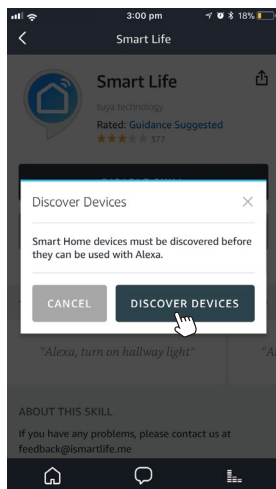 3:00 pm
18%
Smart Life
Smart Life
tuya technology
Rated: Guidance Suggested
577
DISABLE SKILL
Discover Devices
Smart Home devices must be discovered before
they can be used with Alexa.
CANCEL
DISCOVER DEVICES
"Alexa, turn on hallway light"
"A
ABOUT THIS SKILL
If you have any problems, please contact us at
feedback@ismartlife.me